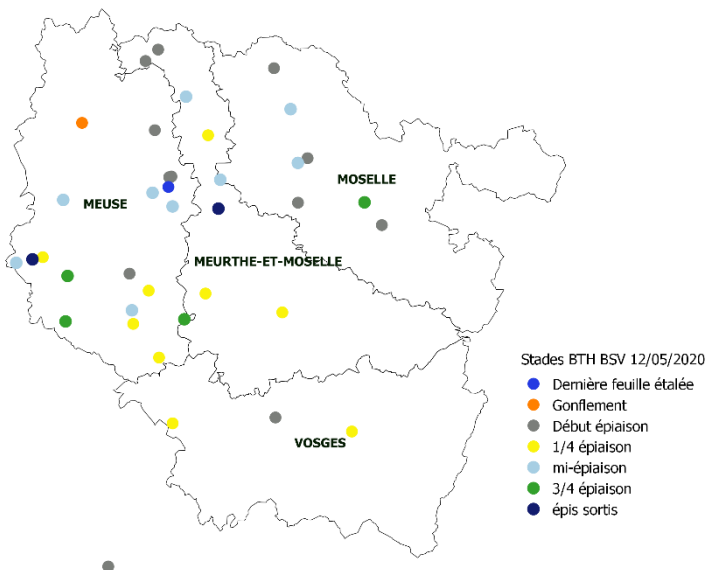 MOSELLE
MEUSE
MEURTHE-ET-MOSELLE
VOSGES
Stades BTH BSV 12/05/2020
Dernière feuille étalée
Gonflement
Début épiaison
1/4 épiaison
mi-épiaison
3/4 épiaison
épis sortis